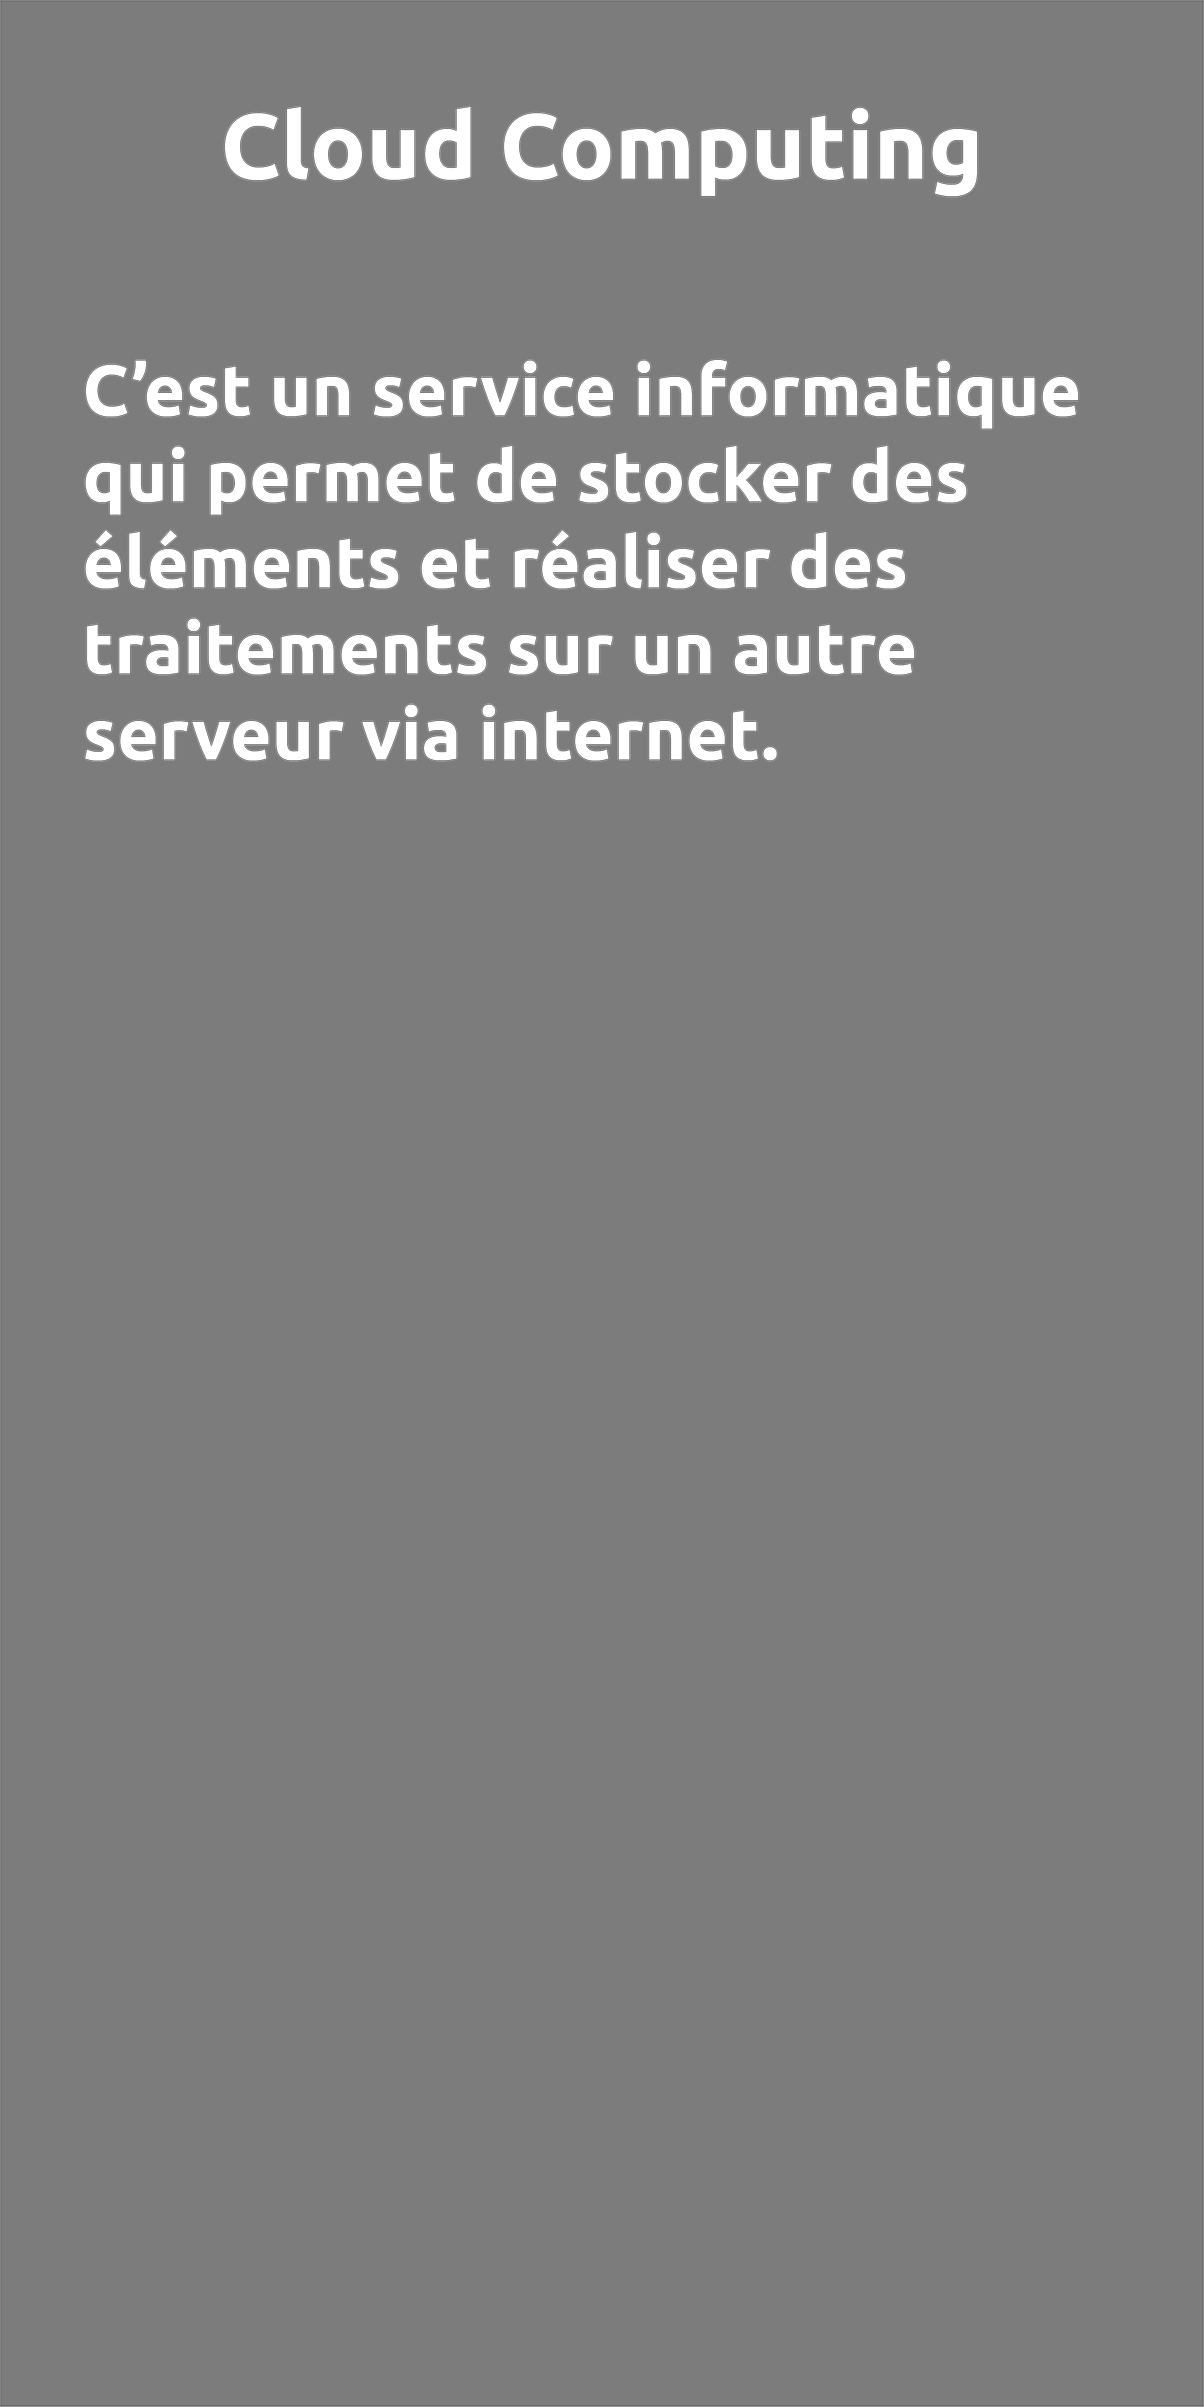 Cloud Computing
C’est un service informatique
qui permet de stocker des
éléments et réaliser des
traitements sur un autre
serveur via internet.